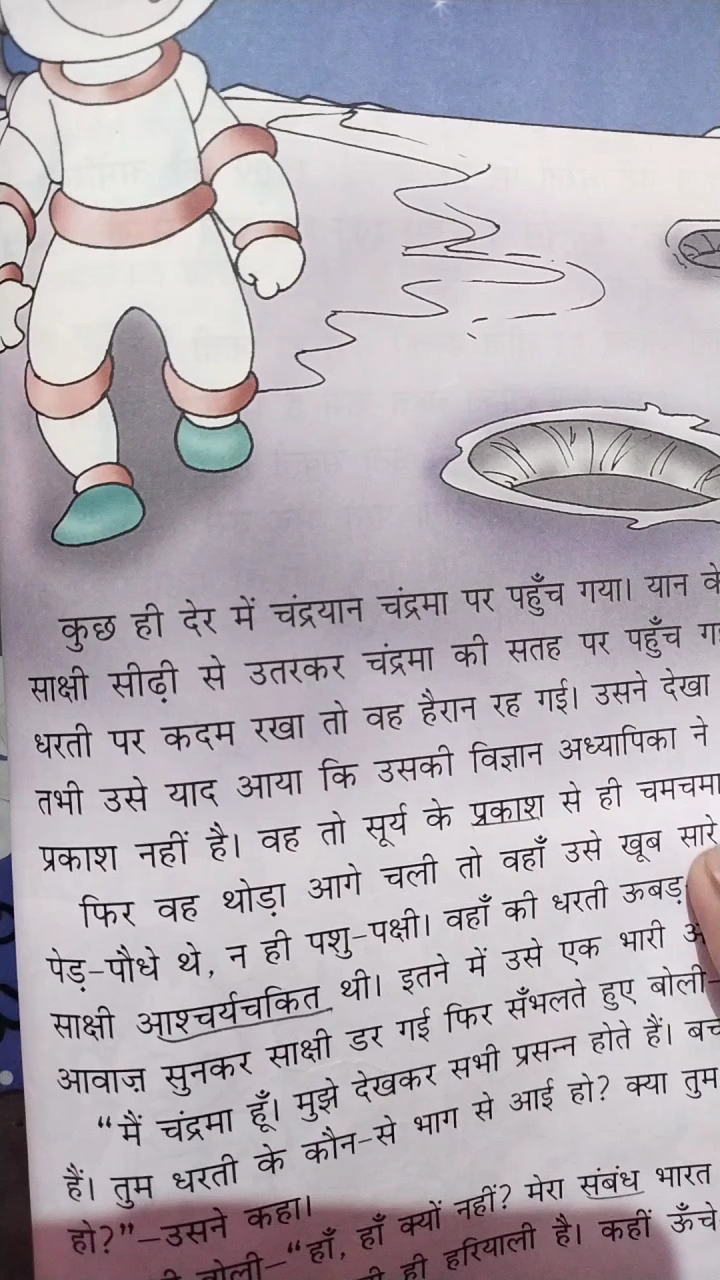 कुछ ही देर में चंद्रयान चंद्रमा पर पहुँच गया। यान
साक्षी सीढ़ी से उतरकर चंद्रमा की सतह पर पहुँच
धरती पर कदम रखा तो वह हैरान रह गई। उसने देखा
तभी उसे याद आया कि उसकी विज्ञान अध्यापिका ने
प्रकाश नहीं है। वह तो सूर्य के प्रकाश से ही
फिर वह थोड़ा आगे चली तो वहाँ उसे खूब सारे
पेड़-पौधे थे, न ही पशु-पक्षी। वहाँ की धरती ऊबड़
साक्षी आश्चर्यचकित थी। इतने में उसे एक भारी
आवाज़ सुनकर साक्षी डर गई फिर सँभलते हुए बोली-
“मैं चंद्रमा हूँ। मुझे देखकर सभी प्रसन्न होते हैं।
हैं। तुम धरती के कौन-से भाग से आई हो? क्या तुम
हो?”-उसने कहा।
बोली-“हाँ, हाँ क्यों नहीं? मेरा संबंध भारत
ही हरियाली है। कहीं ऊँचे